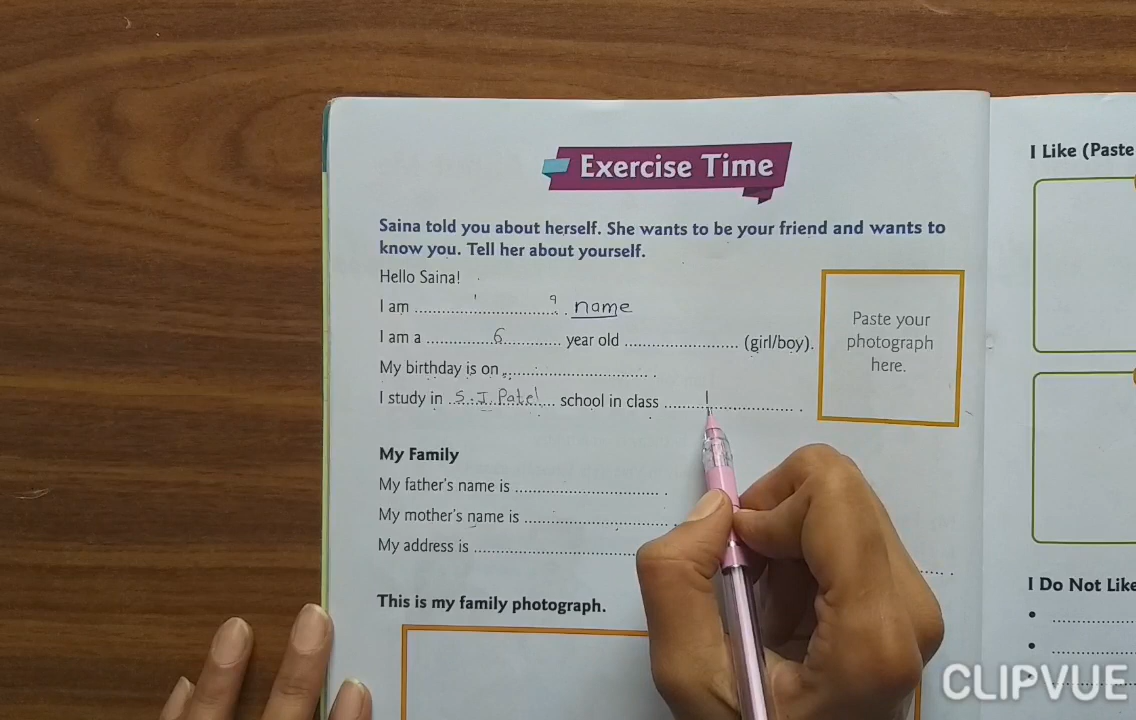 Exercise Time
Saina told you about herself. She wants to be your friend and wants to
know you. Tell her about yourself.
Hello Saina!
I am .................................. . name
I am a ............6............ year old ........................ (girl/boy).
My birthday is on .............................. .
I study in S.J. Patel school in class ........1.................. .
My Family
My father's name is .............................. .
My mother's name is ..............................
My address is ..............................
.....  .
This is my family photograph.
Paste your
photograph
here.
I Like (Paste
I Do Not Like
• ..................
• ..................
CLIPVUE